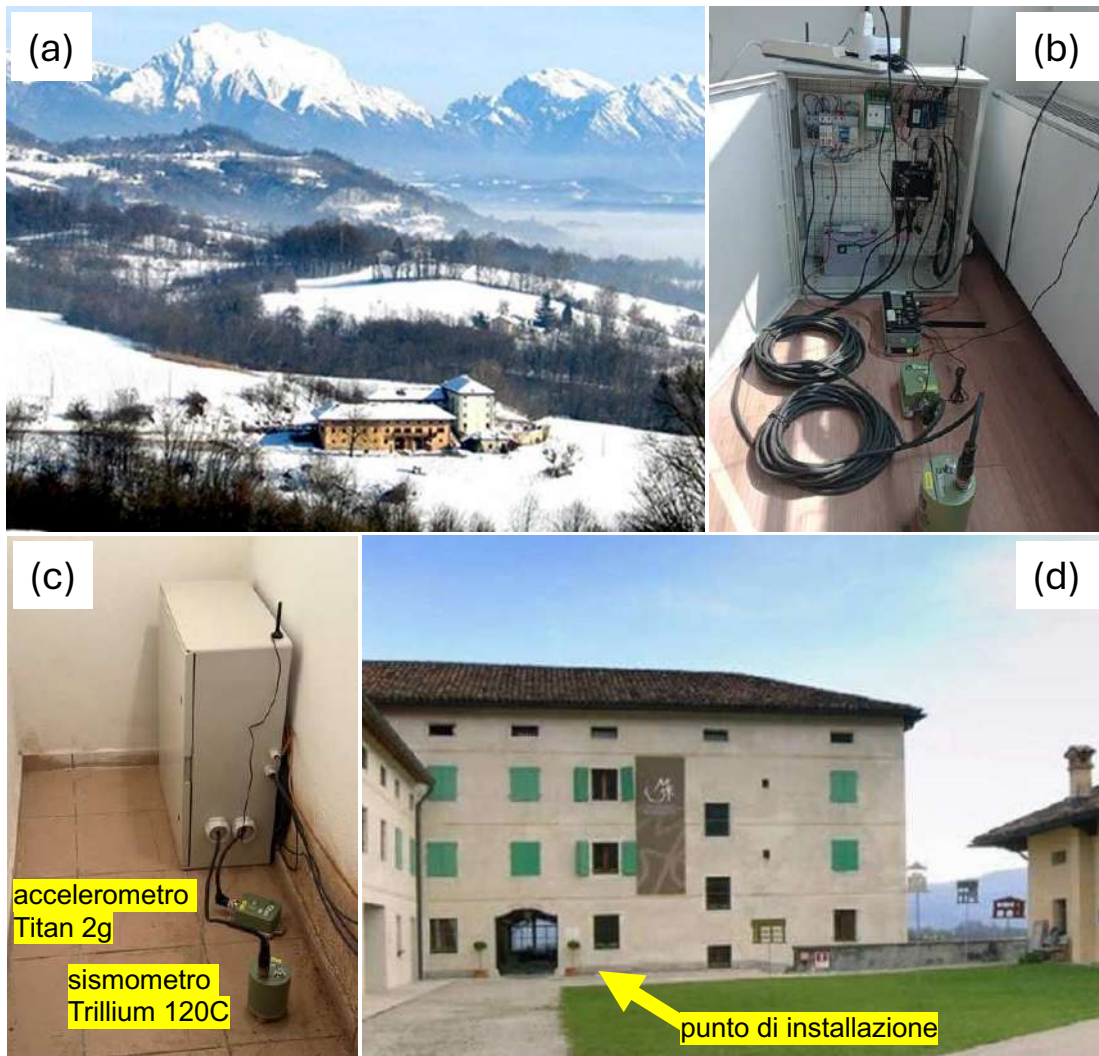 (a)
(b)
(c)
(d)
accelerometro
Titan 2g
sismometro
Trillium 120C
punto di installazione